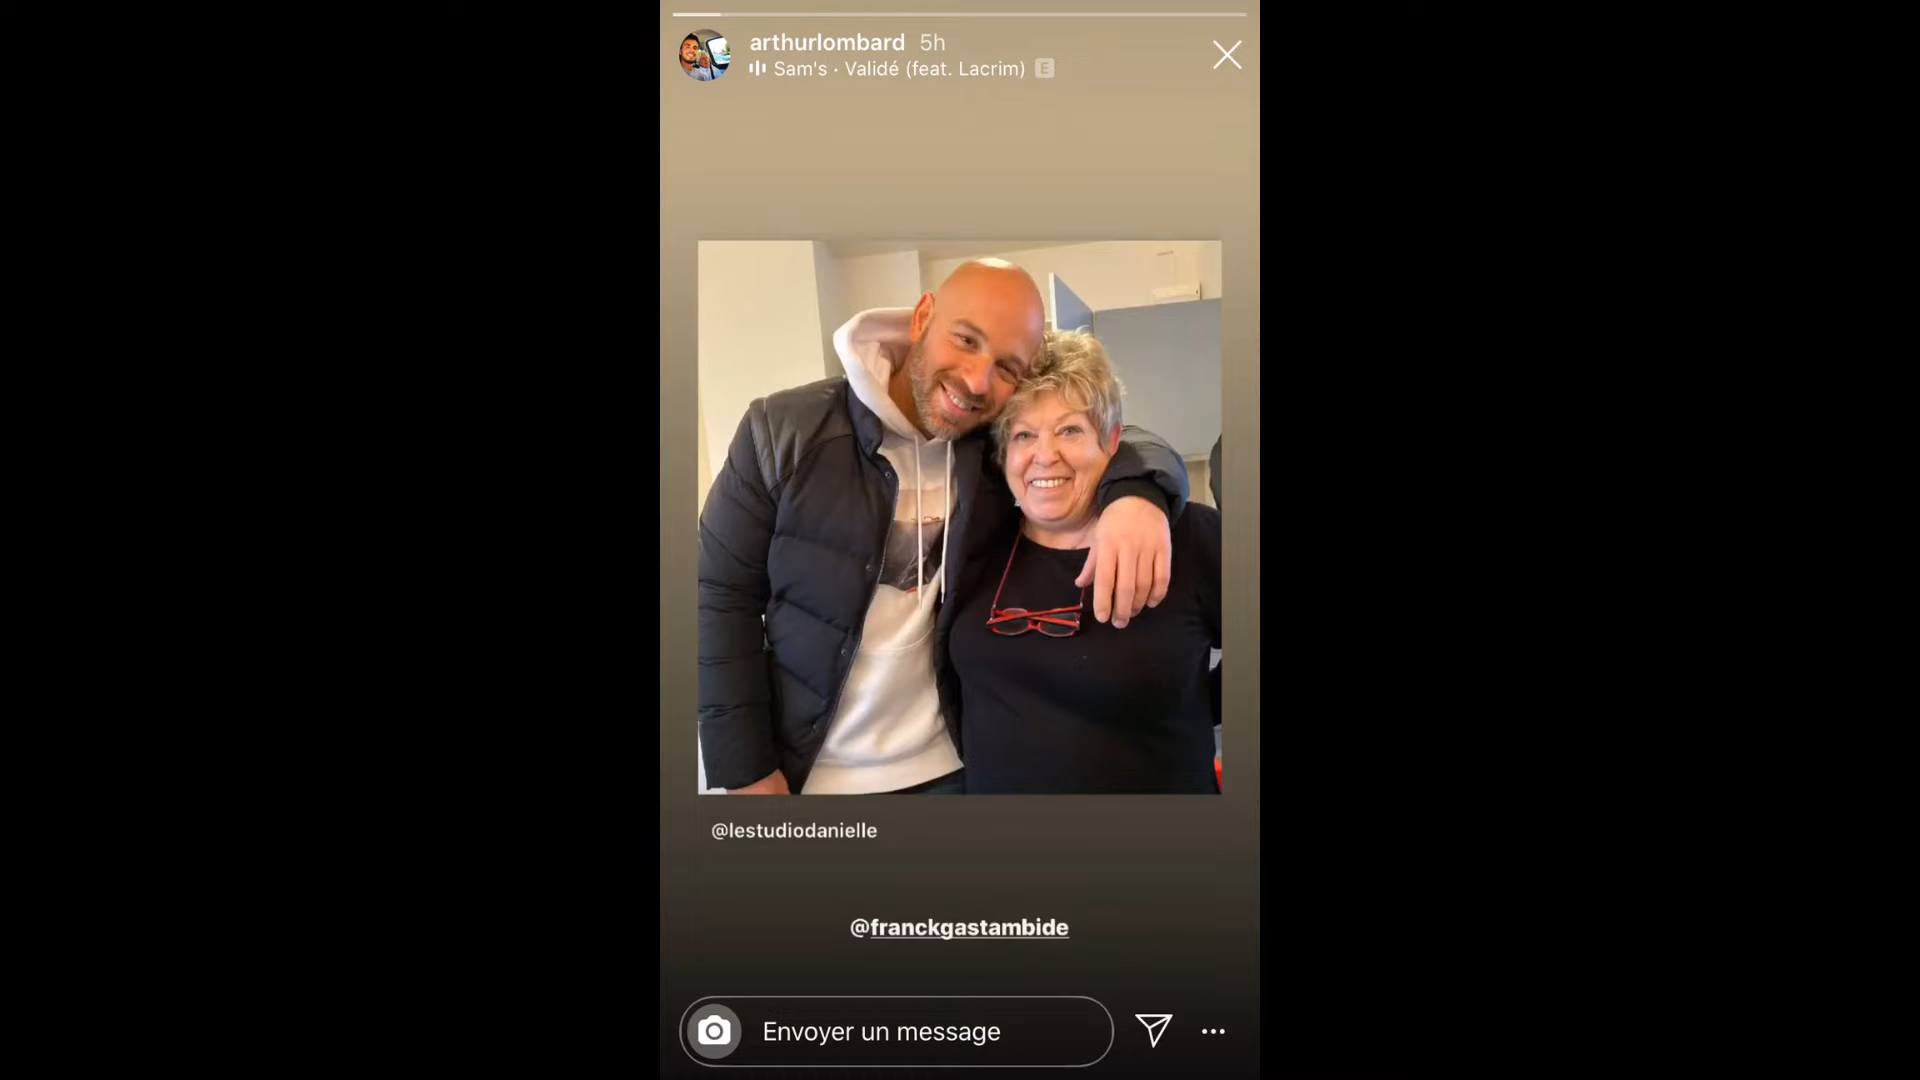 arthurlombard 5h
Sam's · Validé (feat. Lacrim) E
@lestudiodanielle
@franckgastambide
Envoyer un message